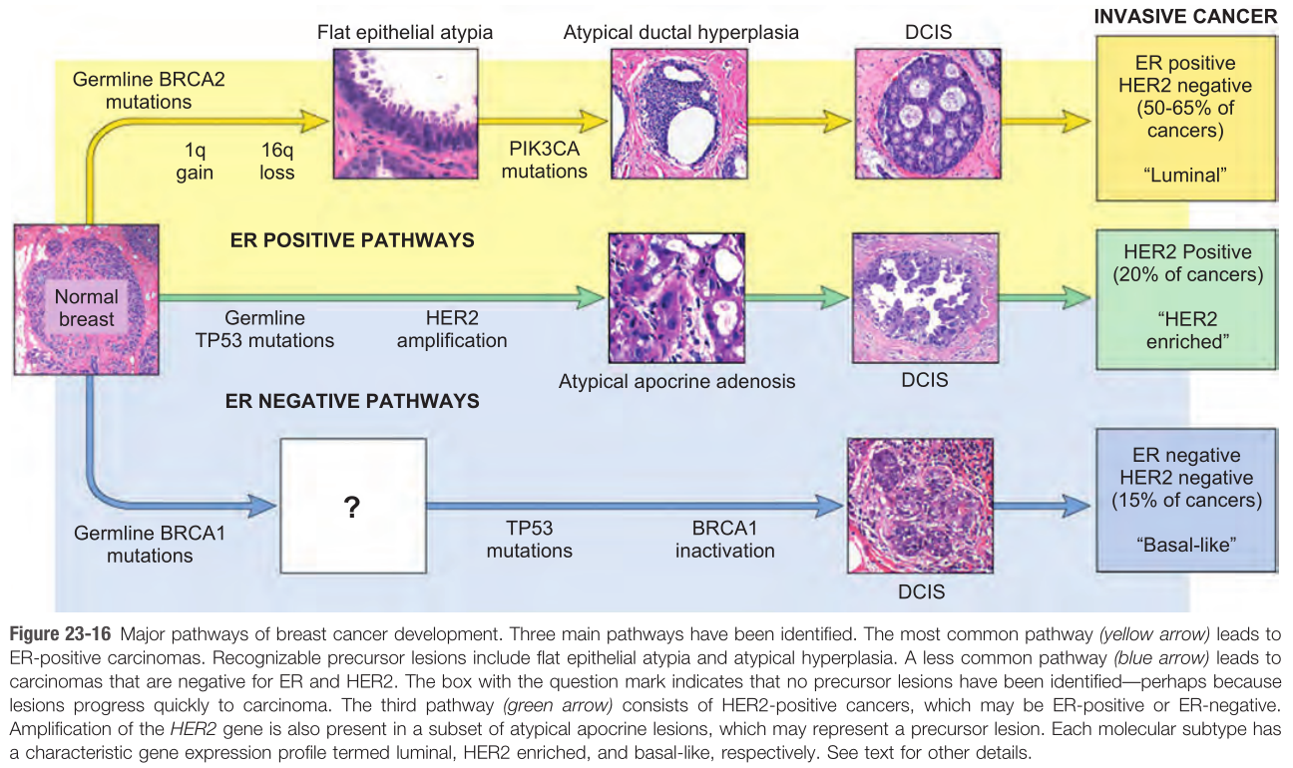 INVASIVE CANCER
Flat epithelial atypia
Atypical ductal hyperplasia
DCIS
Germline BRCA2
mutations
1q
gain
16q
loss
PIK3CA
mutations
ER positive
HER2 negative
(50-65% of
cancers)
“Luminal”
ER POSITIVE PATHWAYS
Normal
breast
Germline
TP53 mutations
HER2
amplification
Atypical apocrine adenosis
DCIS
HER2 Positive
(20% of cancers)
“HER2
enriched”
ER NEGATIVE PATHWAYS
Germline BRCA1
mutations
?
TP53
mutations
BRCA1
inactivation
DCIS
ER negative
HER2 negative
(15% of cancers)
“Basal-like”
Figure 23-16 Major pathways of breast cancer development. Three main pathways have been identified. The most common pathway (yellow arrow) leads to
ER-positive carcinomas. Recognizable precursor lesions include flat epithelial atypia and atypical hyperplasia. A less common pathway (blue arrow) leads to
carcinomas that are negative for ER and HER2. The box with the question mark indicates that no precursor lesions have been identified—perhaps because
lesions progress quickly to carcinoma. The third pathway (green arrow) consists of HER2-positive cancers, which may be ER-positive or ER-negative.
Amplification of the HER2 gene is also present in a subset of atypical apocrine lesions, which may represent a precursor lesion. Each molecular subtype has
a characteristic gene expression profile termed luminal, HER2 enriched, and basal-like, respectively. See text for other details.